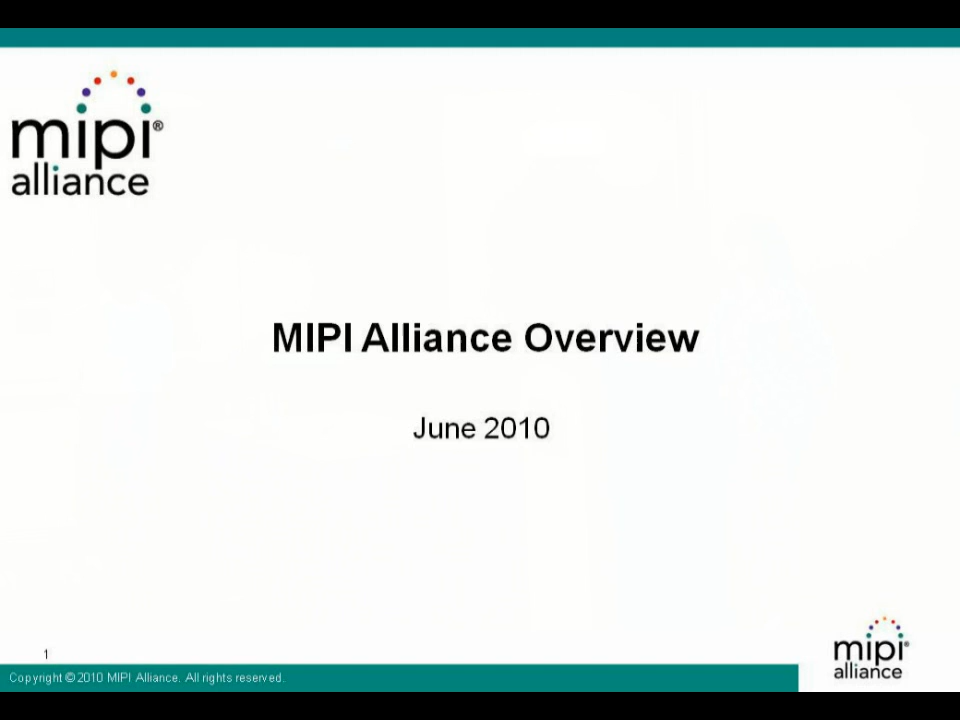 mipi®
alliance
MIPI Alliance Overview
June 2010
1
Copyright © 2010 MIPI Alliance. All rights reserved.
mipi®
alliance